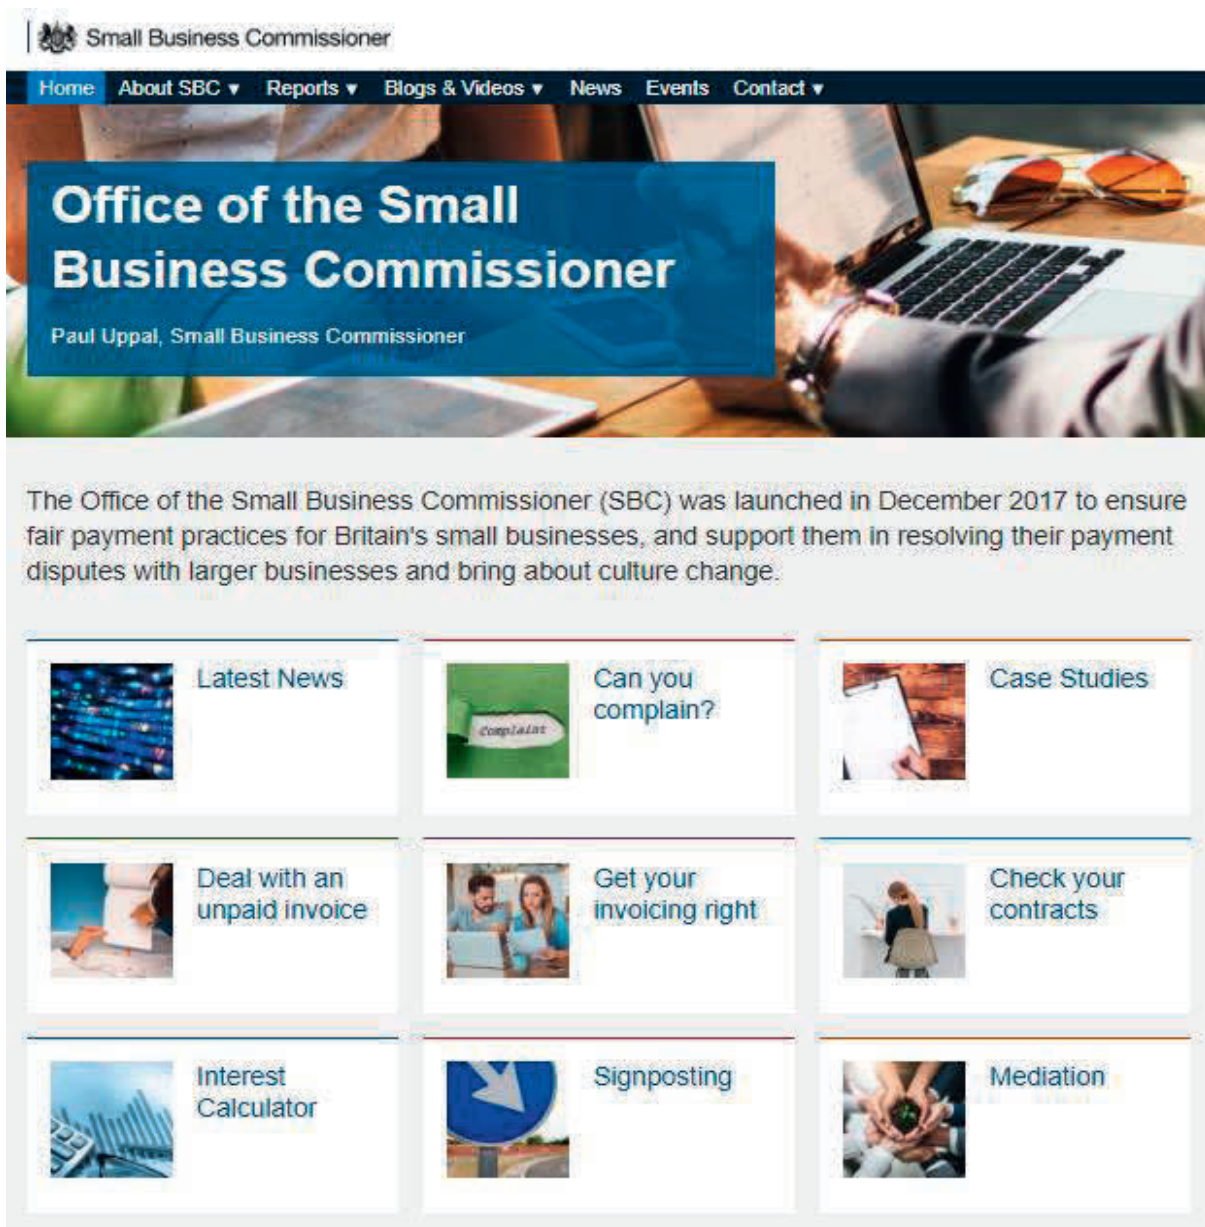 Small Business Commissioner
Home About SBC ▼ Reports ▼ Blogs & Videos ▼ News Events Contact ▼
Office of the Small
Business Commissioner
Paul Uppal, Small Business Commissioner
The Office of the Small Business Commissioner (SBC) was launched in December 2017 to ensure
fair payment practices for Britain's small businesses, and support them in resolving their payment
disputes with larger businesses and bring about culture change.
Latest News
Can you
complain?
Complaint
Case Studies
Deal with an
unpaid invoice
Get your
invoicing right
Check your
contracts
Interest
Calculator
Signposting
Mediation